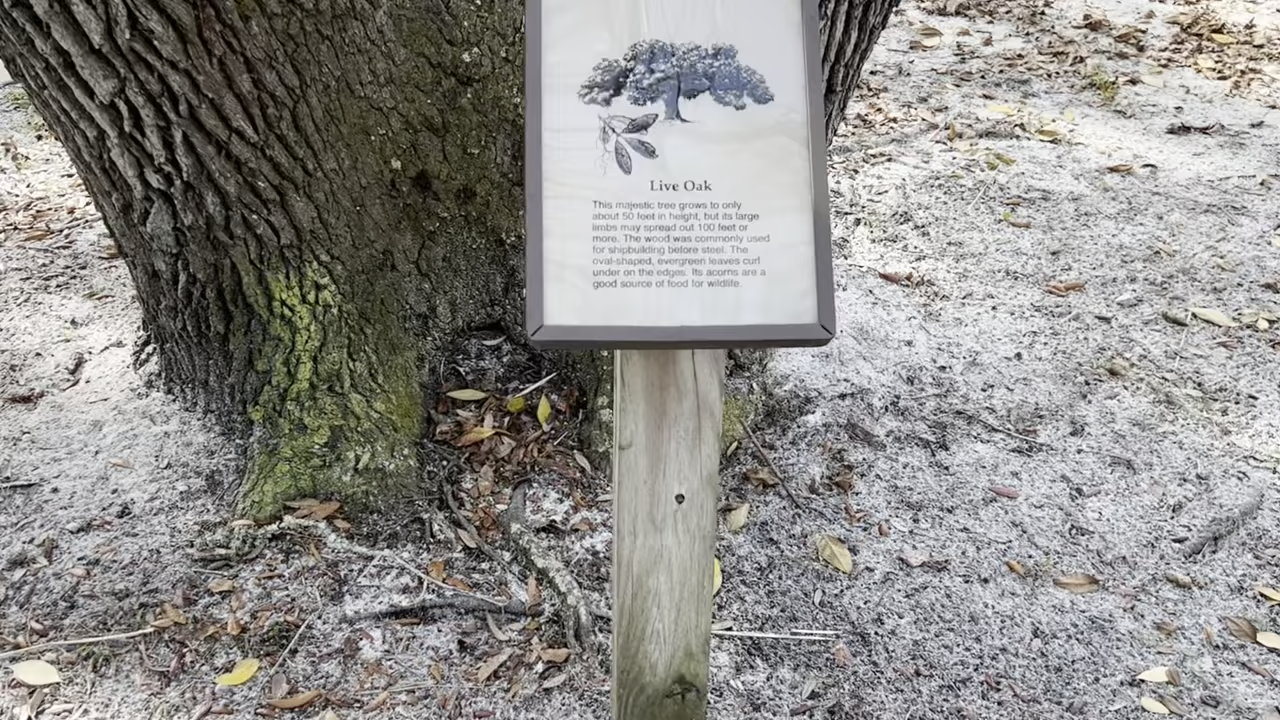 Live Oak
This majestic tree grows to only
about 50 feet in height, but its large
limbs may spread out 100 feet or
more. The wood was commonly used
for shipbuilding before steel. The
oval-shaped, evergreen leaves curl
under on the edges. Its acorns are a
good source of food for wildlife.